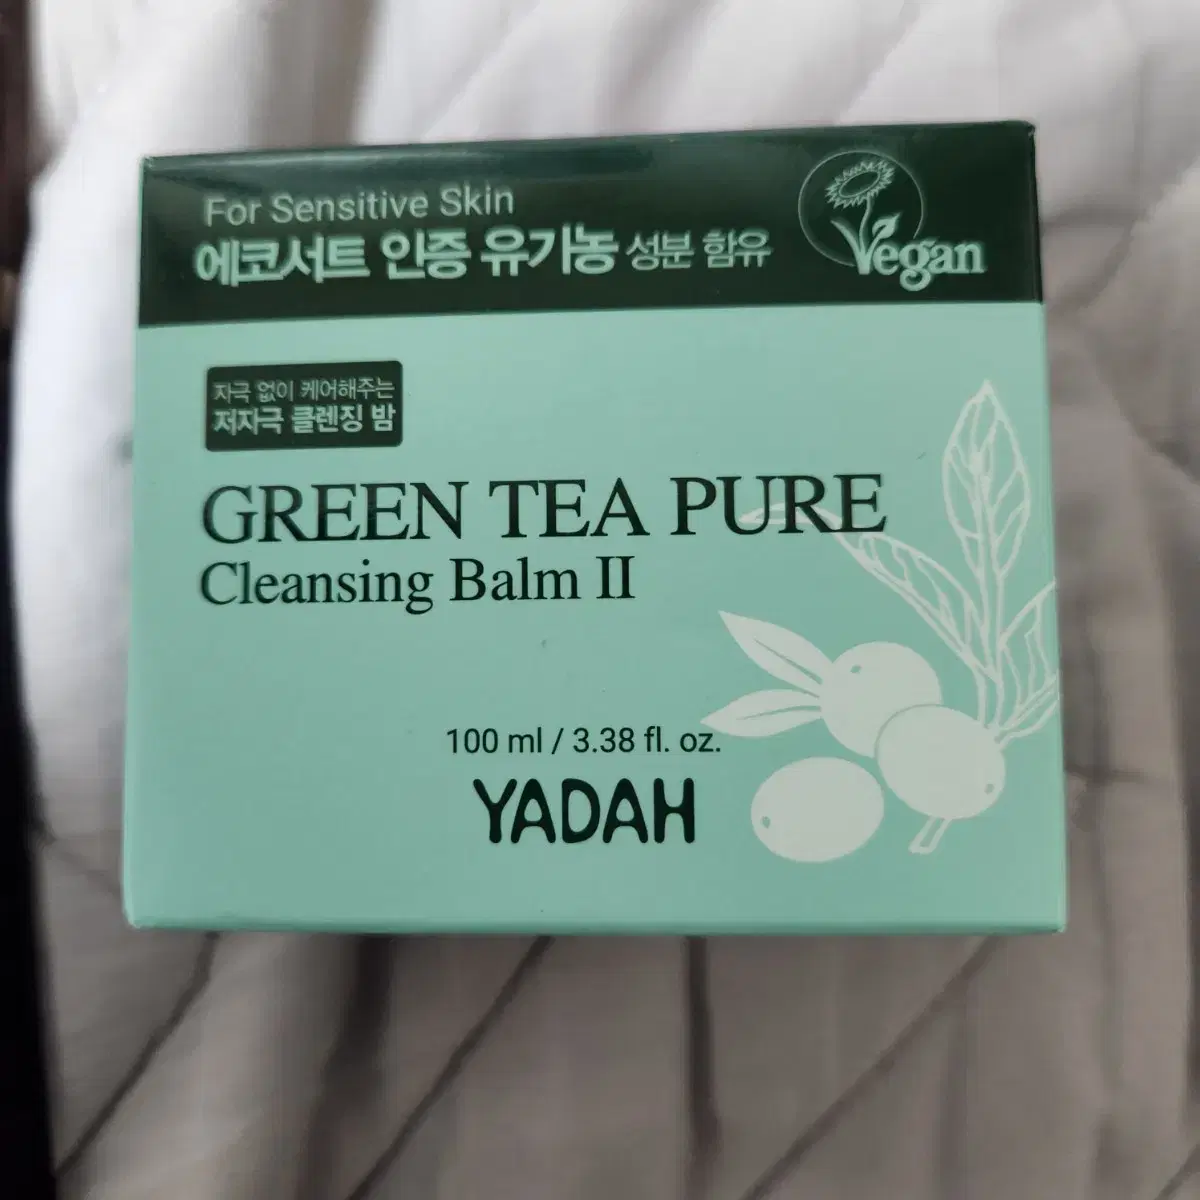 For Sensitive Skin
에코서트 인증 유기농 성분 함유
Vegan
자극 없이 케어해주는
저자극 클렌징 밤
GREEN TEA PURE
Cleansing Balm II
100 ml / 3.38 fl. oz.
YADAH